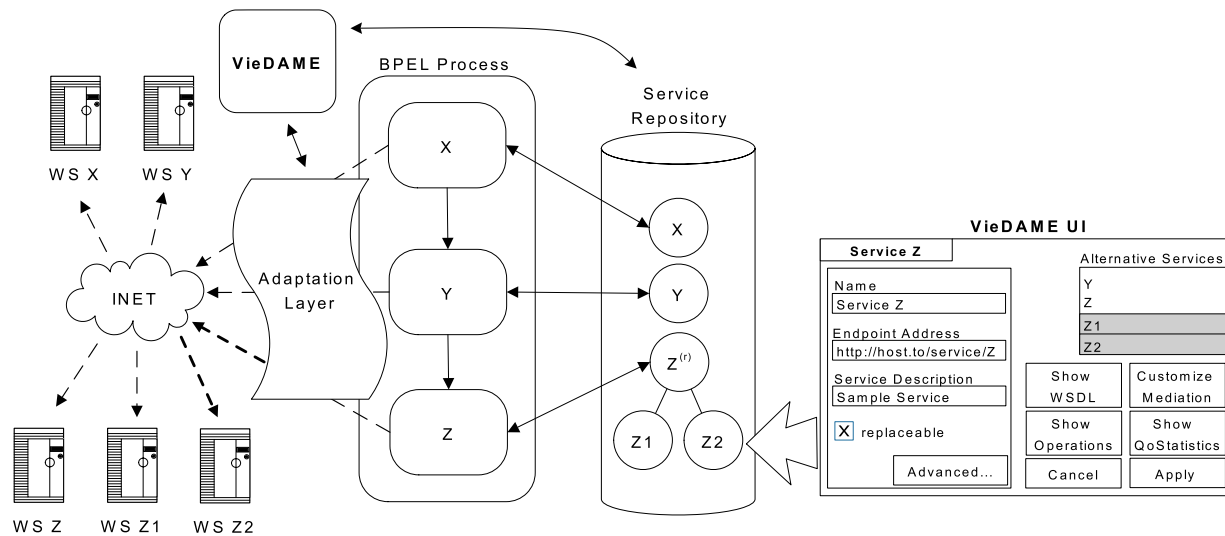 VieDAME
BPEL Process
Service
Repository
WS X
WS Y
X
X
VieDAME UI
Service Z
Alternative Services
Adaptation
Layer
INET
Y
Y
Name
Service Z
Y
Z
Z1
Z2
Endpoint Address
http://host.to/service/Z
Z(r)
Service Description
Sample Service
Show
WSDL
Customize
Mediation
Z
Z1
Z2
X replaceable
Show
Operations
Show
QoStatistics
Advanced...
Cancel
Apply
WS Z
WS Z1
WS Z2